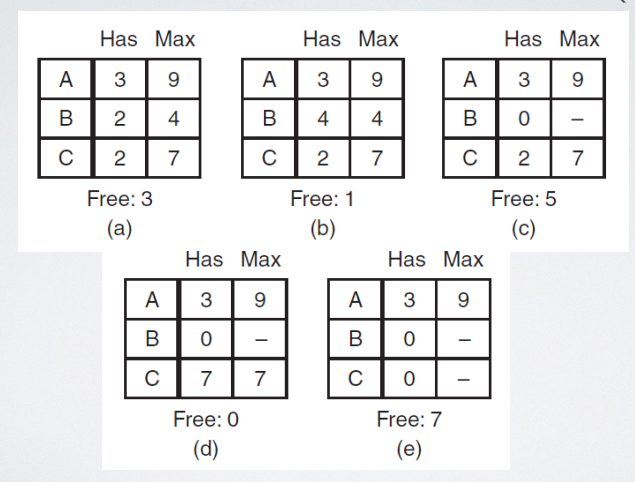 Has Max Has Max Has Max
A 3 9 A 3 9 A 3 9
B 2 4 B 4 4 B 0 –
C 2 7 C 2 7 C 2 7
Free: 3 Free: 1 Free: 5
(a) (b) (c)
Has Max Has Max
A 3 9 A 3 9
B 0 – B 0 –
C 7 7 C 0 –
Free: 0 Free: 7
(d) (e)